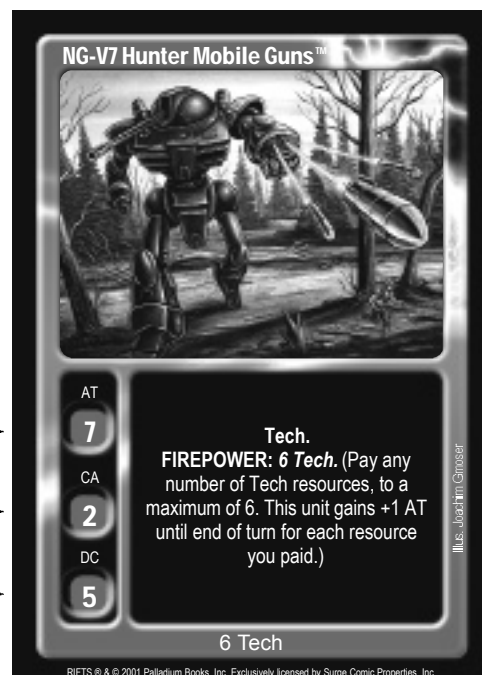 NG-V7 Hunter Mobile Guns™
AT
7
CA
2
DC
5
Tech.
FIREPOWER: 6 Tech. (Pay any
number of Tech resources, to a
maximum of 6. This unit gains +1 AT
until end of turn for each resource
you paid.)
Illus. Joachim Gmoser
6 Tech
RIFTS ® & © 2001 Palladium Books, Inc. Exclusively licensed by Surge Comic Properties, Inc